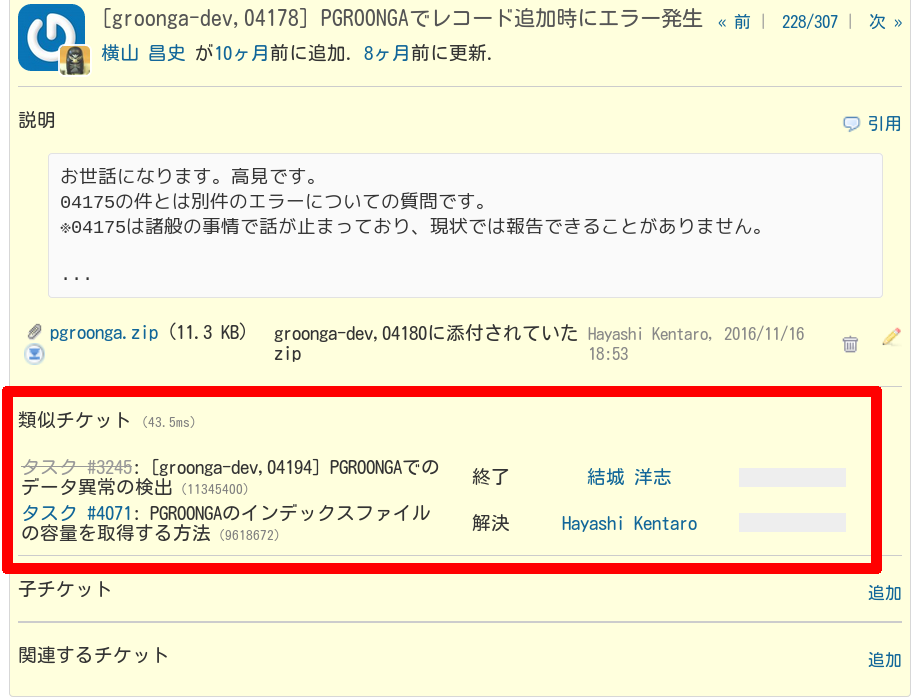 [groonga-dev,04178] PGROONGAでレコード追加時にエラー発生 « 前 | 228/307 | 次 »
横山 昌史 が10ヶ月前に追加. 8ヶ月前に更新.
説明
引用
お世話になります。高見です。
04175の件とは別件のエラーについての質問です。
※04175は諸般の事情で話が止まっており、現状では報告できることがありません。
...
pgroonga.zip (11.3 KB) groonga-dev,04180に添付されていた Hayashi Kentaro, 2016/11/16
zip 18:53
類似チケット (43.5ms)
タスク #3245: [groonga-dev,04194] PGROONGAでの
データ異常の検出 (11345400)
終了 結城 洋志
タスク #4071: PGROONGAのインデックスファイル
の容量を取得する方法 (9618672)
解決 Hayashi Kentaro
子チケット
追加
関連するチケット
追加